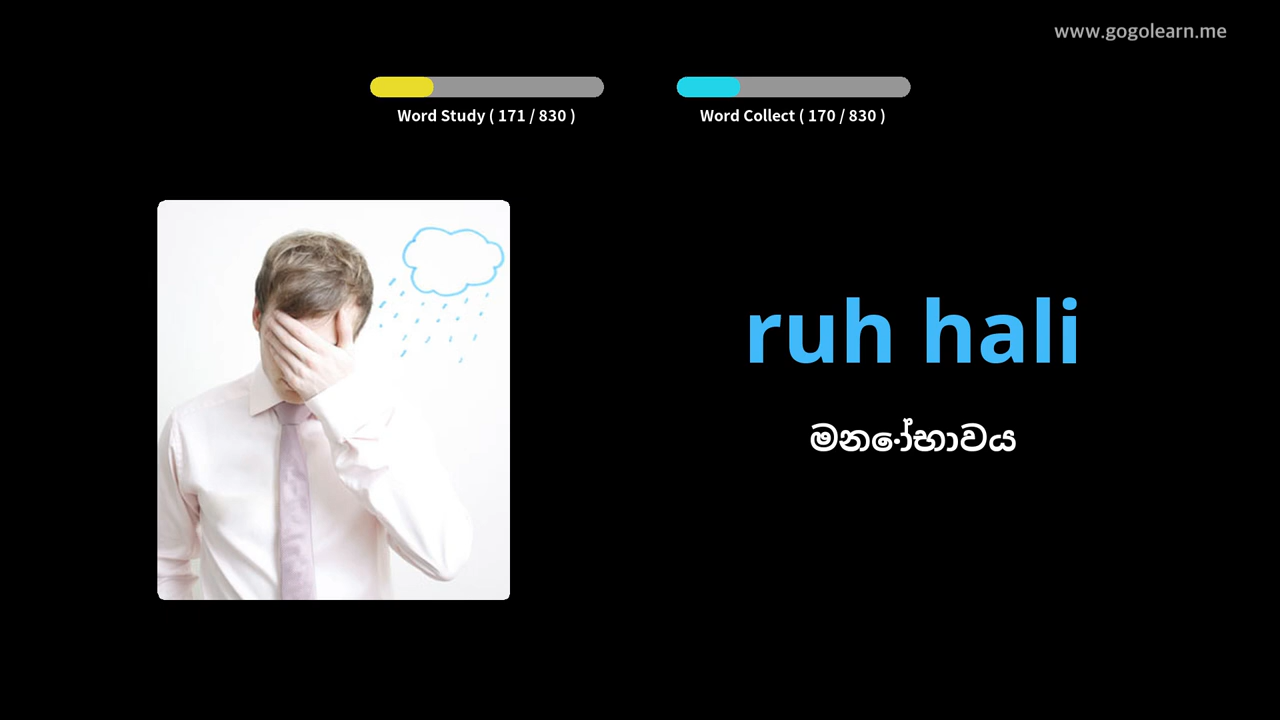 www.gogolearn.me
Word Study ( 171 / 830 )
Word Collect ( 170 / 830 )
ruh hali
මනෝභාවය